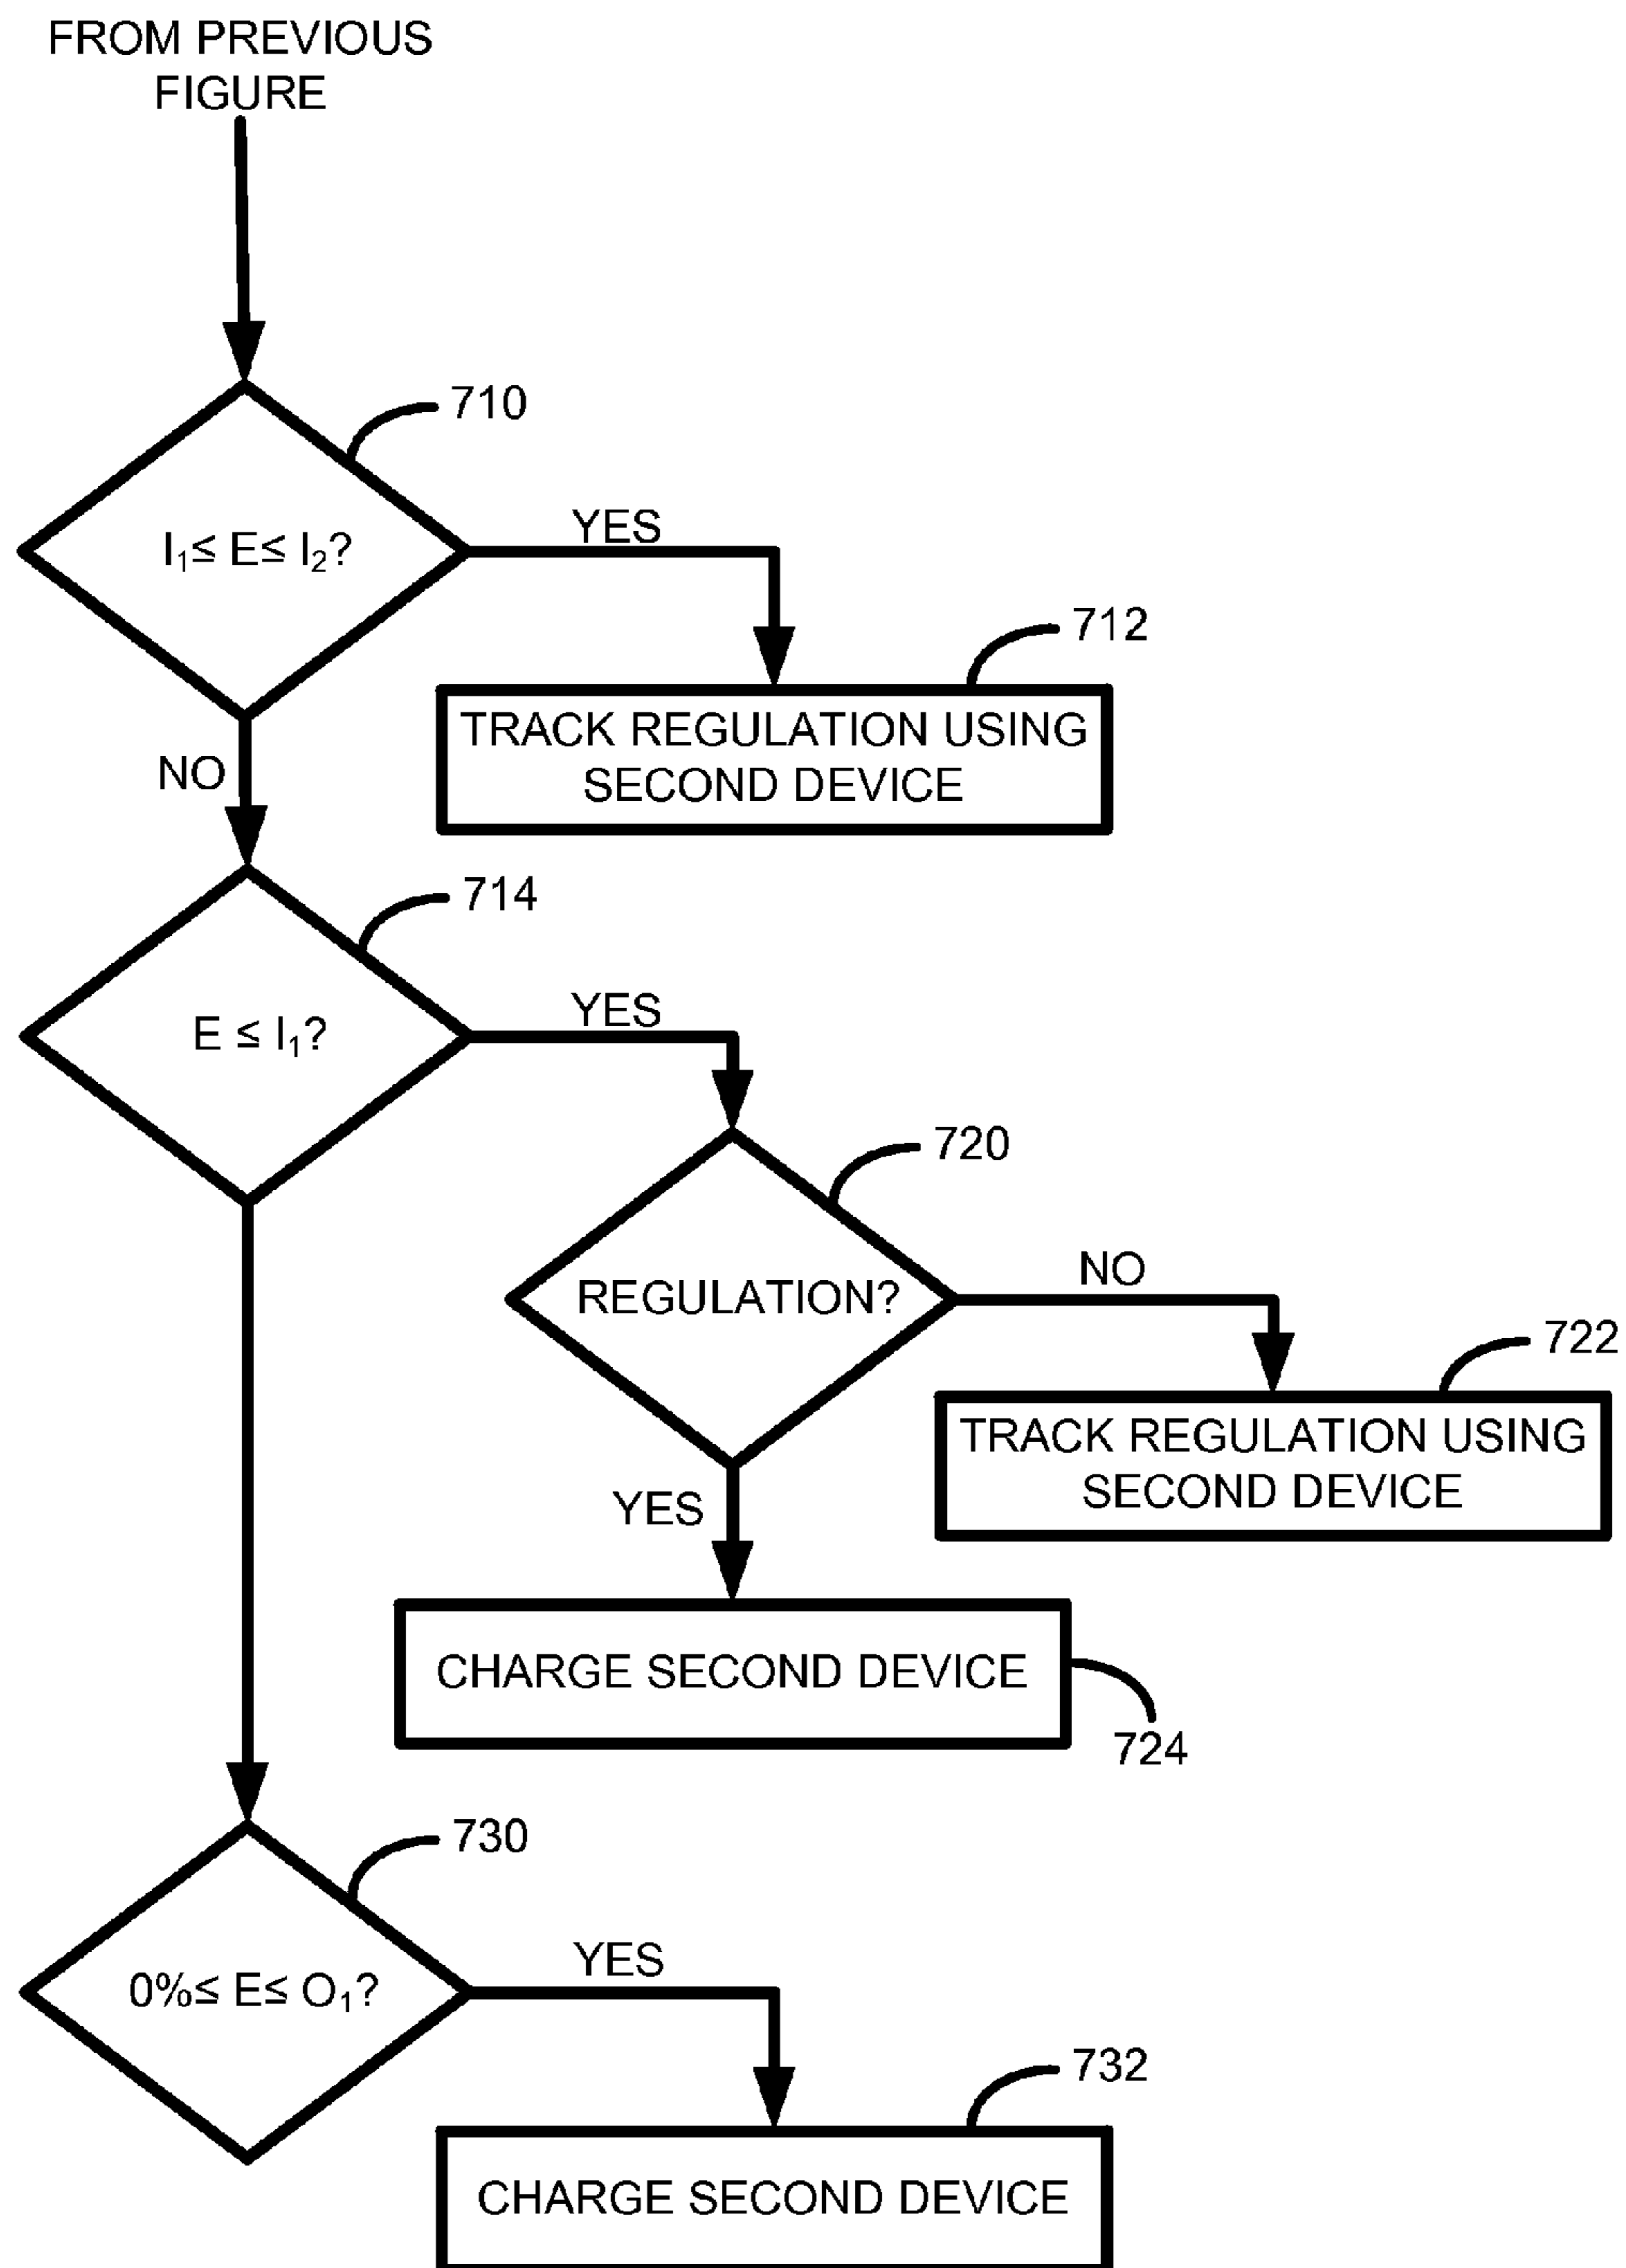 FROM PREVIOUS
FIGURE
710
I₁≤ E≤ I₂?
YES
712
TRACK REGULATION USING
SECOND DEVICE
NO
714
E ≤ I₁?
YES
720
REGULATION?
NO
722
TRACK REGULATION USING
SECOND DEVICE
YES
CHARGE SECOND DEVICE
724
730
0%≤ E≤ O₁?
YES
732
CHARGE SECOND DEVICE